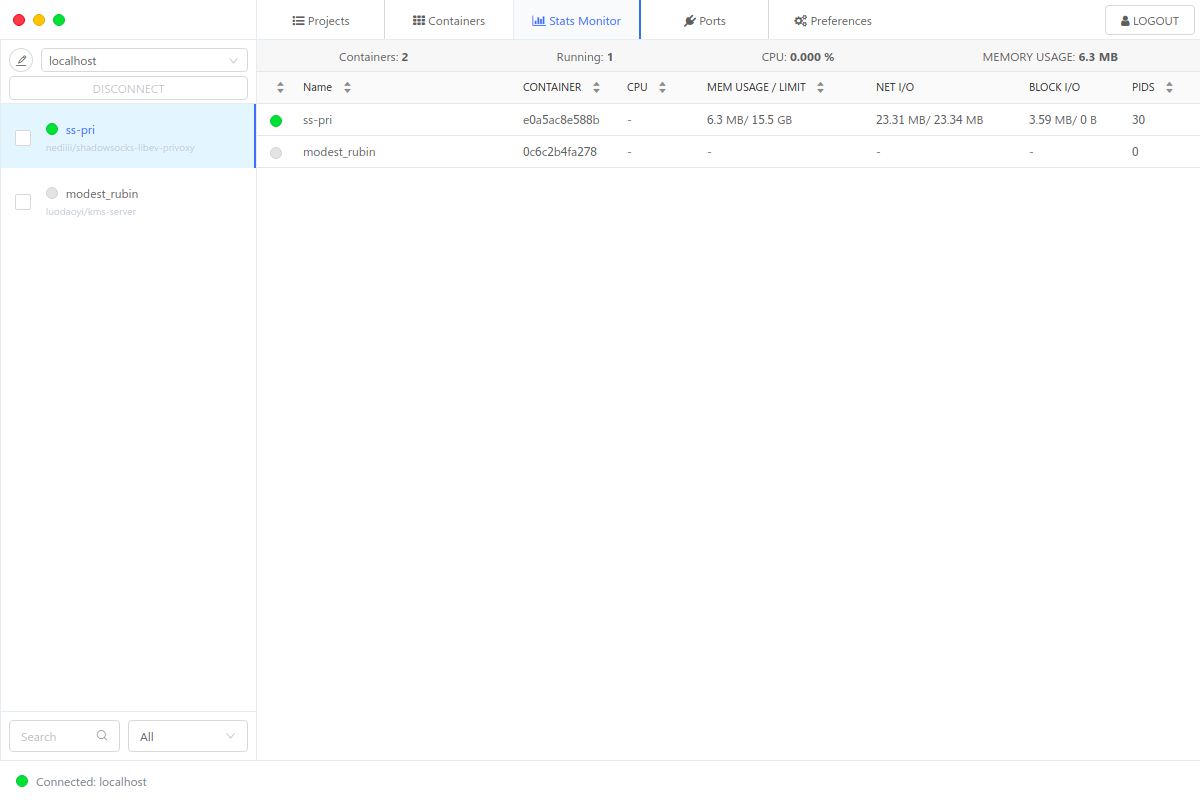 Projects Containers Stats Monitor Ports Preferences LOGOUT
localhost
DISCONNECT
ss-pri
nediiii/shadowsocks-libev-privoxy
modest_rubin
luodaoyi/kms-server
Containers: 2 Running: 1 CPU: 0.000 % MEMORY USAGE: 6.3 MB
Name CONTAINER CPU MEM USAGE / LIMIT NET I/O BLOCK I/O PIDS
ss-pri e0a5ac8e588b - 6.3 MB/ 15.5 GB 23.31 MB/ 23.34 MB 3.59 MB/ 0 B 30
modest_rubin 0c6c2b4fa278 - - - - 0
Search All
Connected: localhost